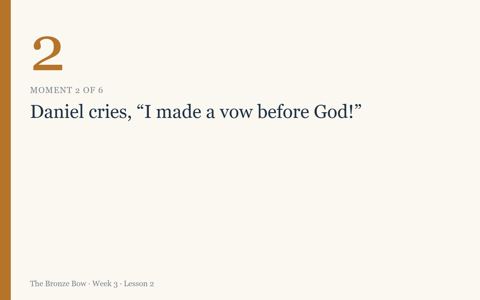 2
MOMENT 2 OF 6
Daniel cries, “I made a vow before God!”
The Bronze Bow · Week 3 · Lesson 2